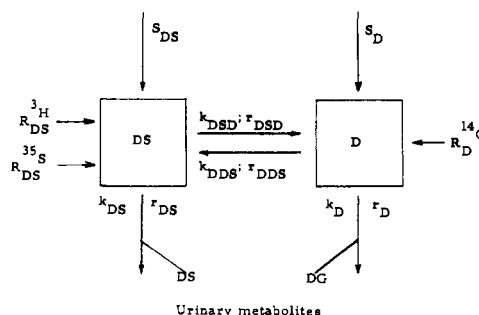 S_DS S_D
k_DSD; r_DSD
R_DS^3H DS D R_D^14C
k_DDS; r_DDS
R_DS^35S
k_DS r_DS k_D r_D
DS DG
Urinary metabolites